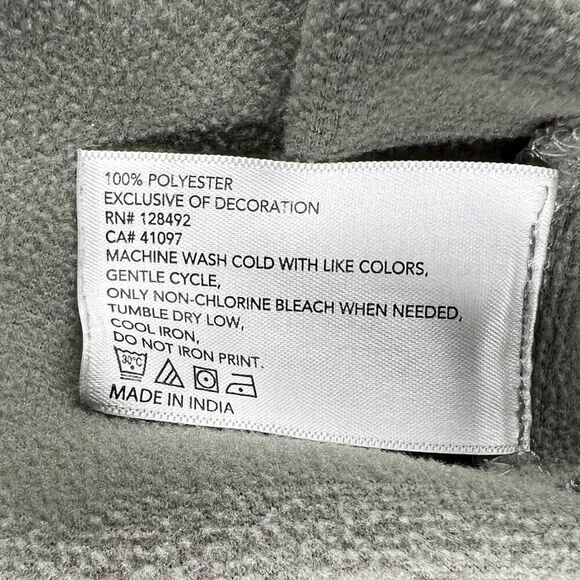 100% POLYESTER
EXCLUSIVE OF DECORATION
RN# 128492
CA# 41097
MACHINE WASH COLD WITH LIKE COLORS,
GENTLE CYCLE,
ONLY NON-CHLORINE BLEACH WHEN NEEDED,
TUMBLE DRY LOW,
COOL IRON,
DO NOT IRON PRINT.
30°C
MADE IN INDIA